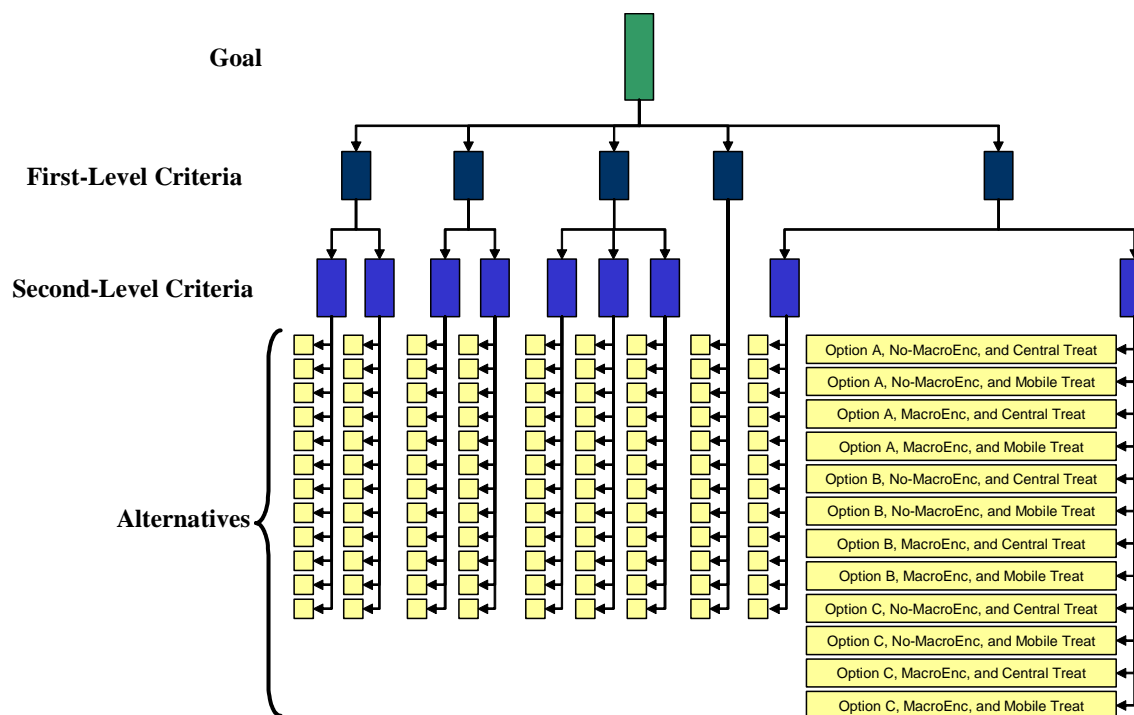 Goal
First-Level Criteria
Second-Level Criteria
Alternatives
Option A, No-MacroEnc, and Central Treat
Option A, No-MacroEnc, and Mobile Treat
Option A, MacroEnc, and Central Treat
Option A, MacroEnc, and Mobile Treat
Option B, No-MacroEnc, and Central Treat
Option B, No-MacroEnc, and Mobile Treat
Option B, MacroEnc, and Central Treat
Option B, MacroEnc, and Mobile Treat
Option C, No-MacroEnc, and Central Treat
Option C, No-MacroEnc, and Mobile Treat
Option C, MacroEnc, and Central Treat
Option C, MacroEnc, and Mobile Treat